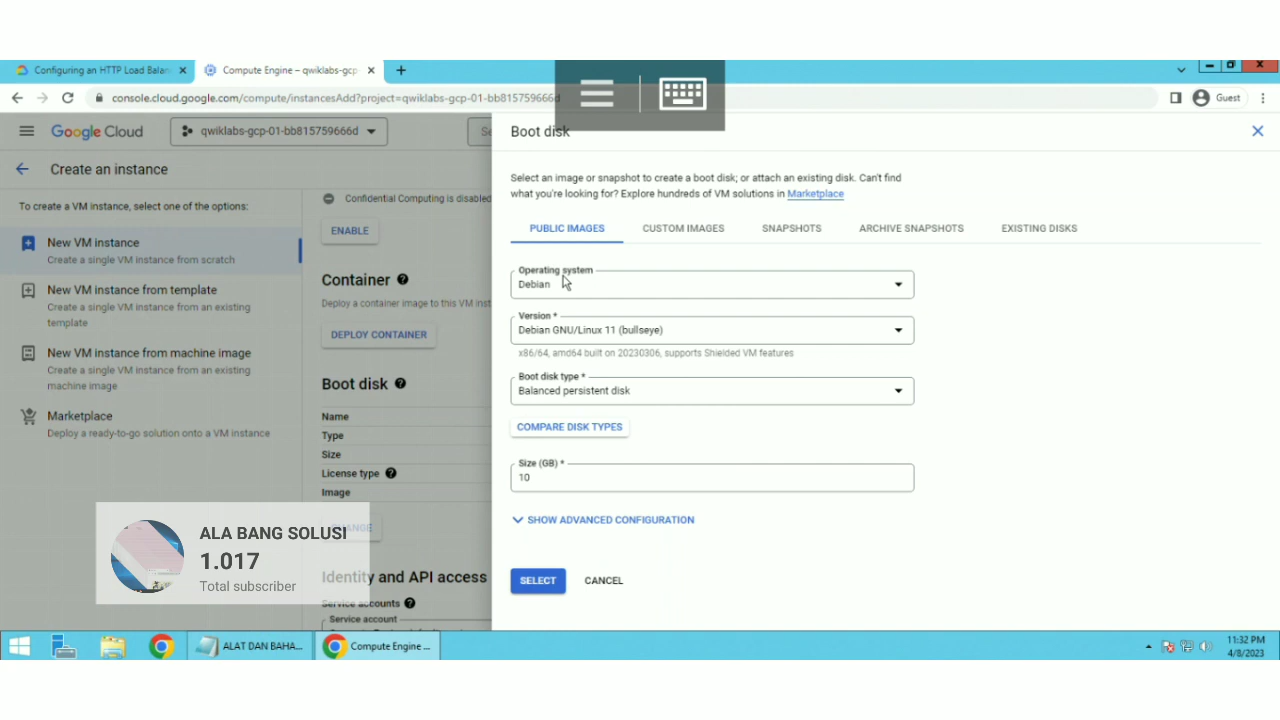 Configuring an HTTP Load Balan
Compute Engine – qwiklabs-gcp
console.cloud.google.com/compute/instancesAdd?project=qwiklabs-gcp-01-bb815759666d
Guest
Google Cloud
qwiklabs-gcp-01-bb815759666d
Se
Create an instance
To create a VM instance, select one of the options:
New VM instance
Create a single VM instance from scratch
New VM instance from template
Create a single VM instance from an existing
template
New VM instance from machine image
Create a single VM instance from an existing
machine image
Marketplace
Deploy a ready-to-go solution onto a VM instance
Confidential Computing is disabled
ENABLE
Container
Deploy a container image to this VM inst
DEPLOY CONTAINER
Boot disk
Name
Type
Size
License type
Image
CHANGE
Identity and API access
Service accounts
Service account
Boot disk
Select an image or snapshot to create a boot disk; or attach an existing disk. Can't find
what you're looking for? Explore hundreds of VM solutions in Marketplace
PUBLIC IMAGES
CUSTOM IMAGES
SNAPSHOTS
ARCHIVE SNAPSHOTS
EXISTING DISKS
Operating system
Debian
Version *
Debian GNU/Linux 11 (bullseye)
x86/64, amd64 built on 20230306, supports Shielded VM features
Boot disk type *
Balanced persistent disk
COMPARE DISK TYPES
Size (GB) *
10
SHOW ADVANCED CONFIGURATION
SELECT
CANCEL
ALA BANG SOLUSI
1.017
Total subscriber
ALAT DAN BAHA...
Compute Engine ...
11:32 PM
4/8/2023